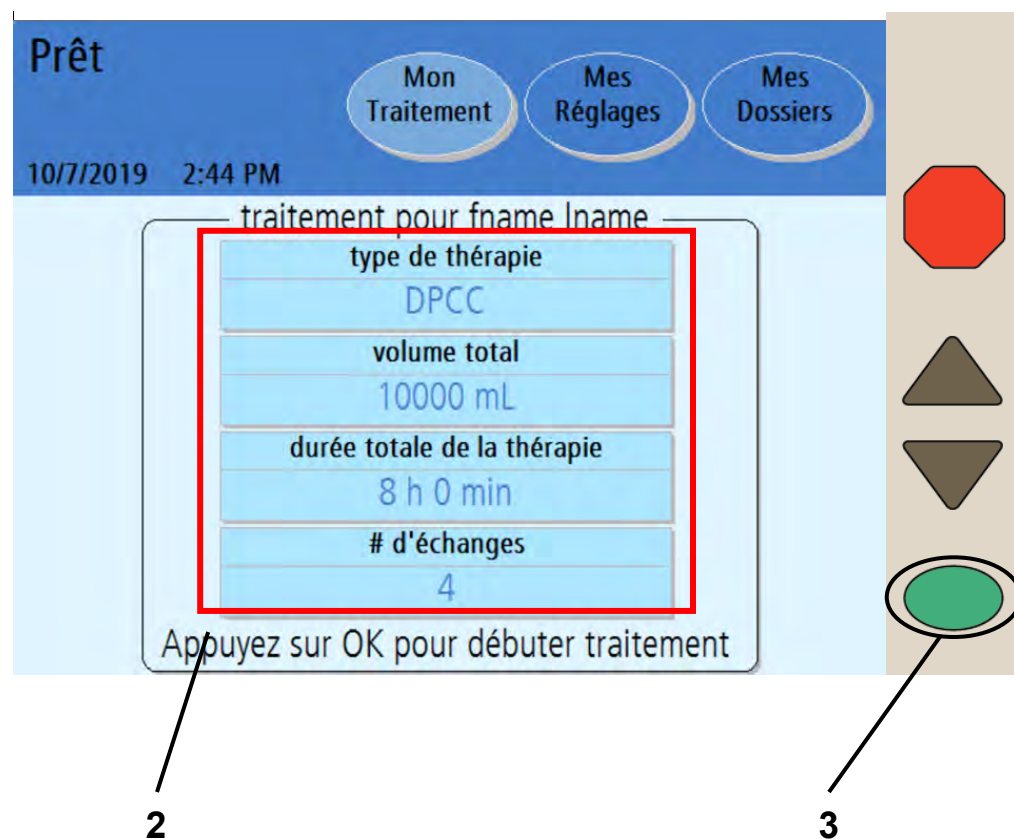 Prêt
Mon
Traitement
Mes
Réglages
Mes
Dossiers
10/7/2019 2:44 PM
traitement pour fname lname
type de thérapie
DPCC
volume total
10000 mL
durée totale de la thérapie
8 h 0 min
# d'échanges
4
Appuyez sur OK pour débuter traitement
2
3